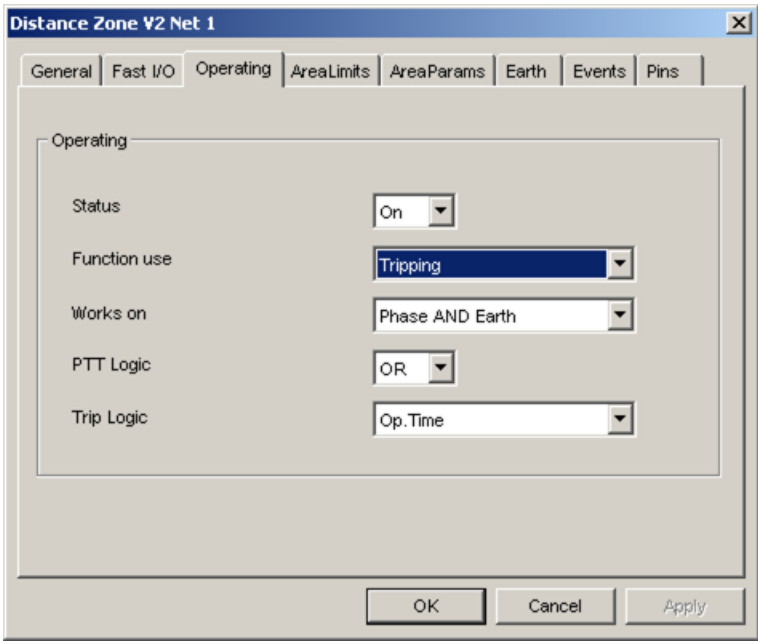 Distance Zone V2 Net 1
General Fast I/O Operating AreaLimits AreaParams Earth Events Pins
Operating
Status On
Function use Tripping
Works on Phase AND Earth
PTT Logic OR
Trip Logic Op.Time
OK Cancel Apply